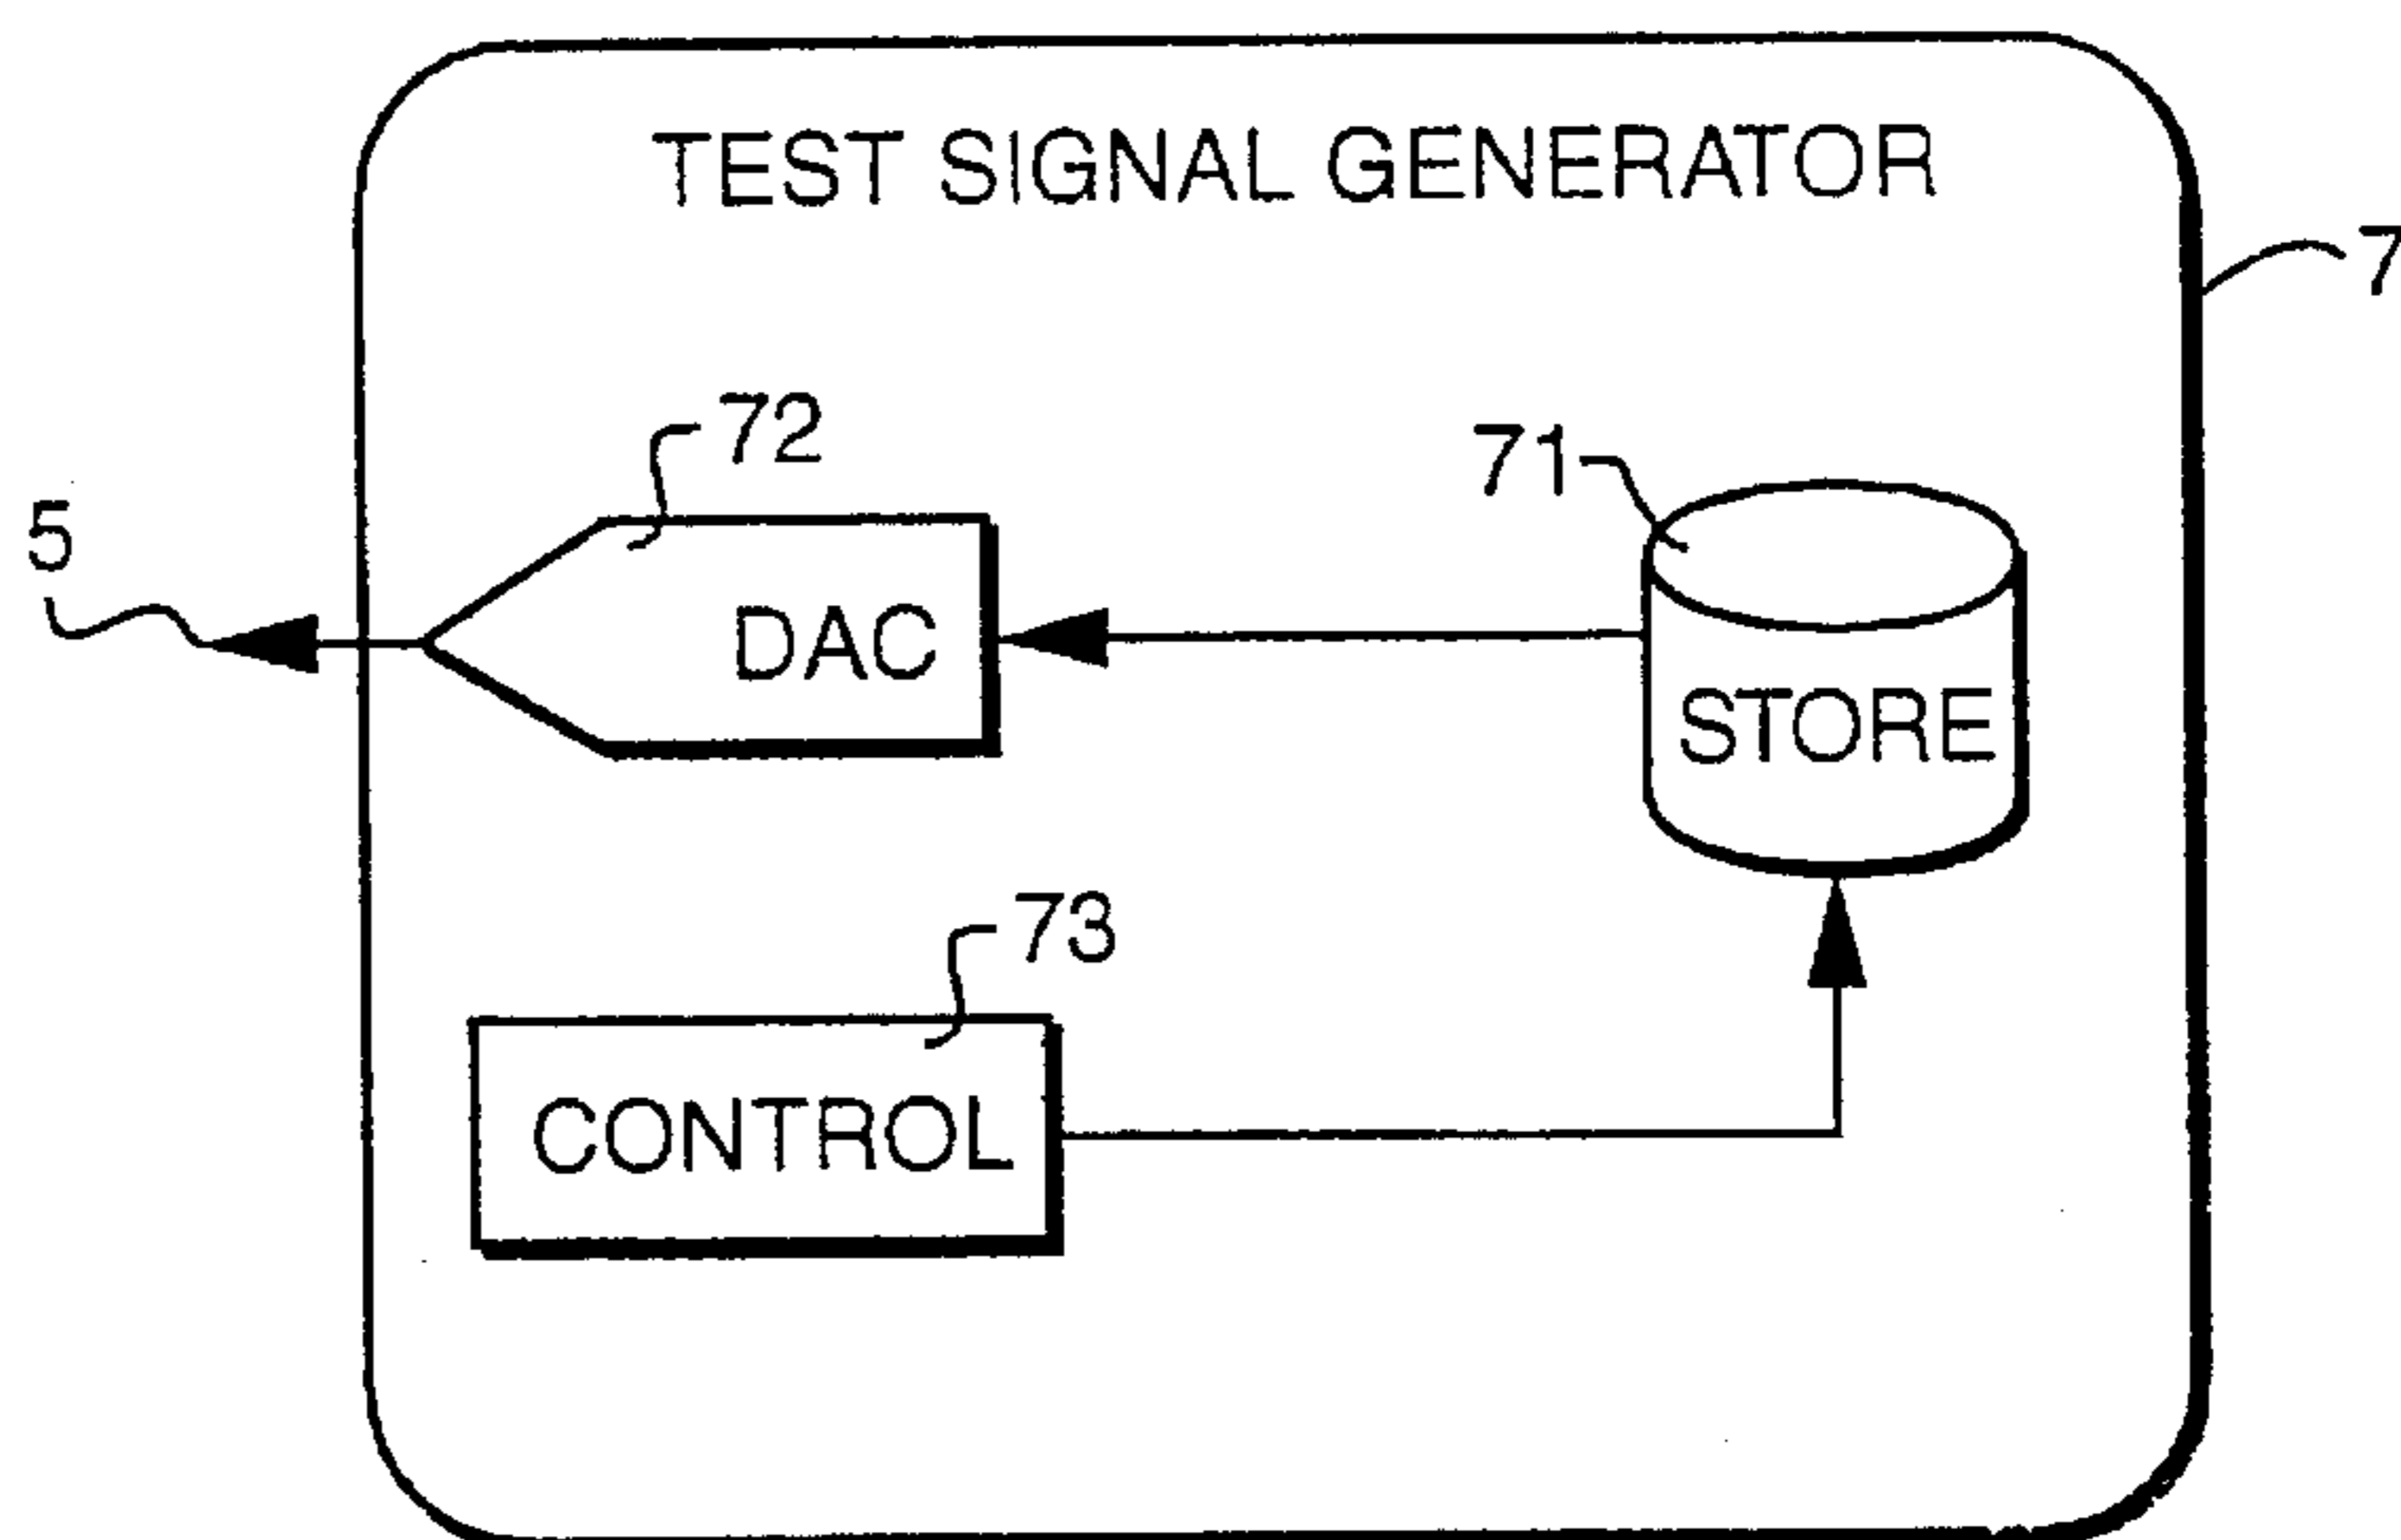 TEST SIGNAL GENERATOR
7
72
71
5
DAC
STORE
73
CONTROL